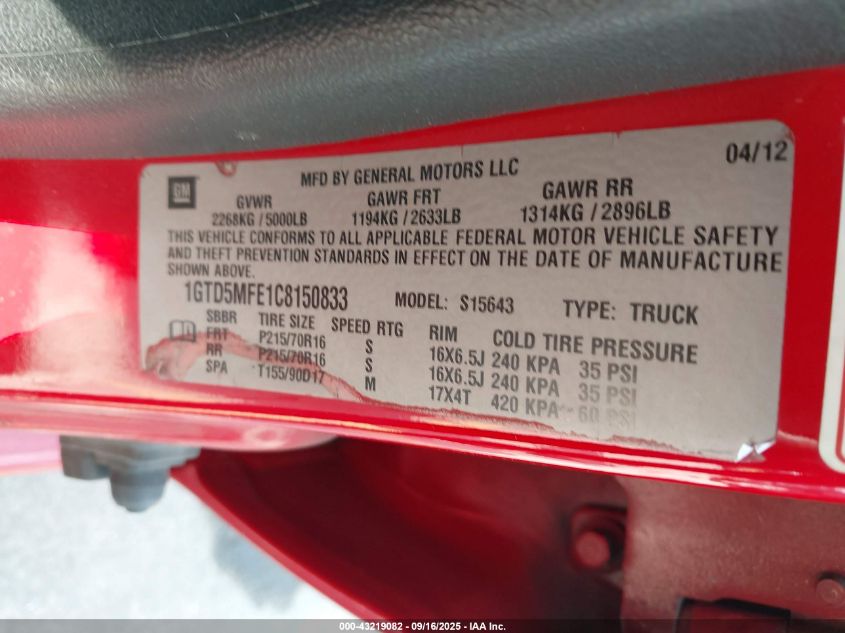 GM
MFD BY GENERAL MOTORS LLC
04/12
GVWR GAWR FRT GAWR RR
2268KG / 5000LB 1194KG / 2633LB 1314KG / 2896LB
THIS VEHICLE CONFORMS TO ALL APPLICABLE FEDERAL MOTOR VEHICLE SAFETY
AND THEFT PREVENTION STANDARDS IN EFFECT ON THE DATE OF MANUFACTURE
SHOWN ABOVE.
1GTD5MFE1C8150833 MODEL: S15643 TYPE: TRUCK
SBBR TIRE SIZE SPEED RTG RIM COLD TIRE PRESSURE
FRT P215/70R16 S 16X6.5J 240 KPA 35 PSI
RR P215/70R16 S 16X6.5J 240 KPA 35 PSI
SPA T155/90D17 M 17X4T 420 KPA 60 PSI
000-43219082 - 09/16/2025 - IAA Inc.